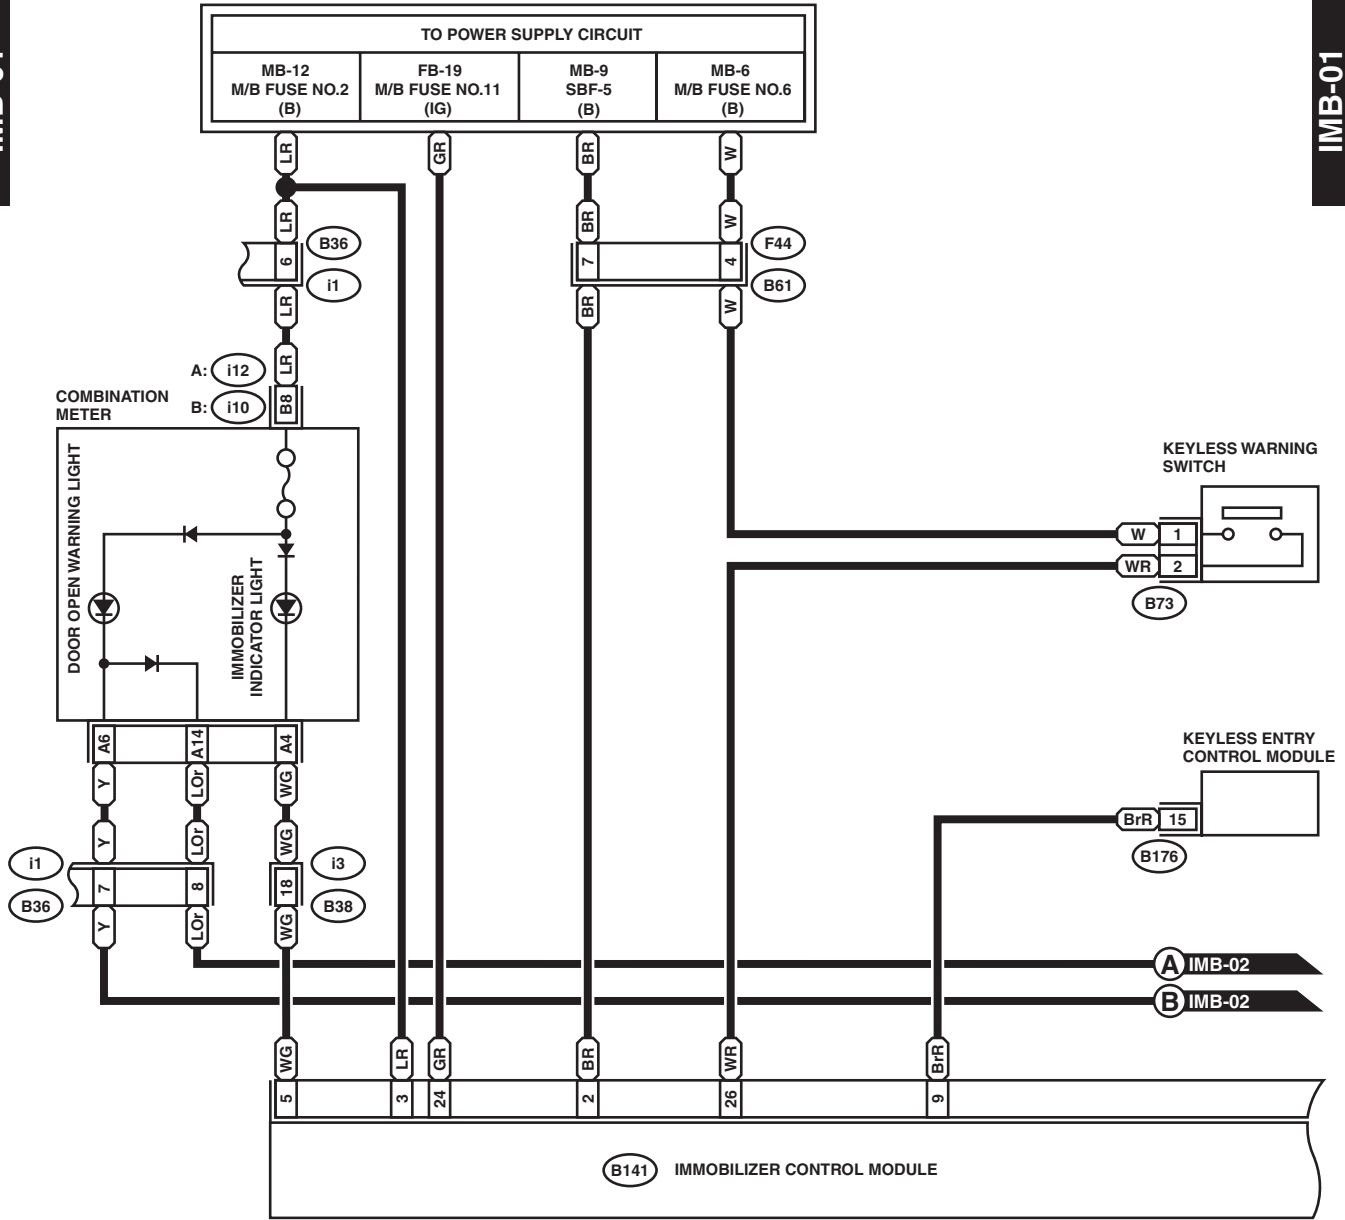 IMB-01
TO POWER SUPPLY CIRCUIT
MB-12
M/B FUSE NO.2
(B)
FB-19
M/B FUSE NO.11
(IG)
MB-9
SBF-5
(B)
MB-6
M/B FUSE NO.6
(B)
LR
GR
BR
W
LR
BR
W
6
B36
i1
7
4
F44
B61
LR
BR
W
LR
A: i12
B: i10
B8
COMBINATION
METER
DOOR OPEN WARNING LIGHT
IMMOBILIZER
INDICATOR LIGHT
KEYLESS WARNING
SWITCH
W 1
WR 2
B73
A6
A14
A4
Y
LOr
WG
Y
LOr
WG
i1
B36
7
8
18
i3
B38
Y
LOr
WG
KEYLESS ENTRY
CONTROL MODULE
BrR 15
B176
A IMB-02
B IMB-02
WG
LR
GR
BR
WR
BrR
5
3
24
2
26
9
B141 IMMOBILIZER CONTROL MODULE